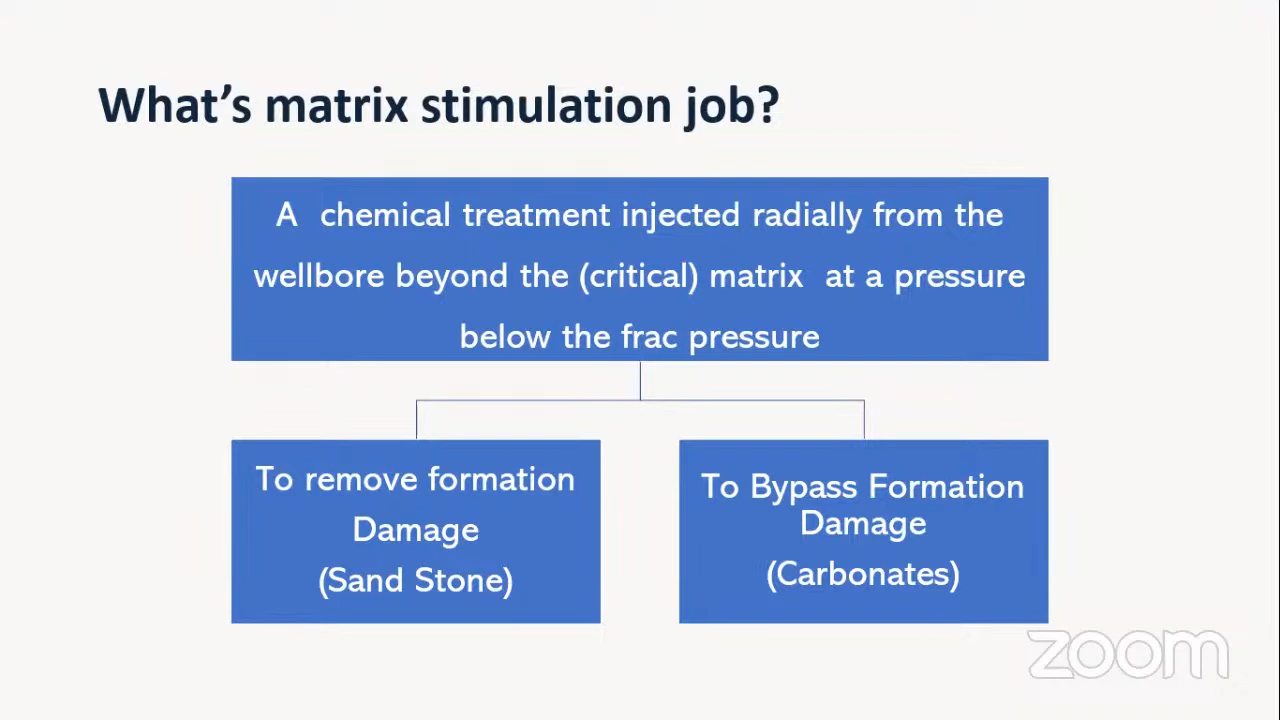 What's matrix stimulation job?
A chemical treatment injected radially from the
wellbore beyond the (critical) matrix at a pressure
below the frac pressure
To remove formation
Damage
(Sand Stone)
To Bypass Formation
Damage
(Carbonates)
zoom